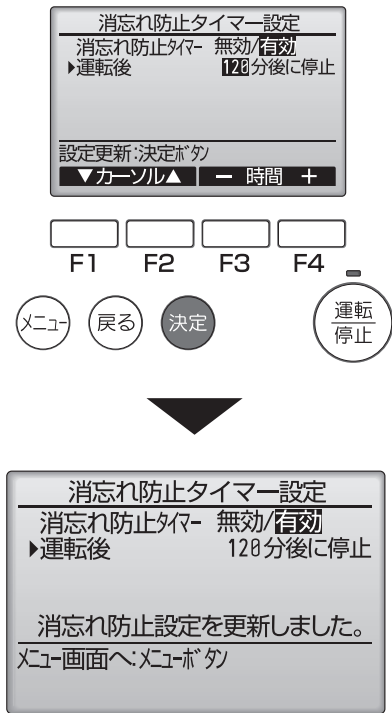 消忘れ防止タイマー設定
消忘れ防止ﾀｲﾏｰ 無効/有効
▶運転後 120分後に停止
設定更新:決定ﾎﾞﾀﾝ
▼カーソル▲ − 時間 ＋
F1 F2 F3 F4
メニュー 戻る 決定 運転
停止
消忘れ防止タイマー設定
消忘れ防止ﾀｲﾏｰ 無効/有効
▶運転後 120分後に停止
消忘れ防止設定を更新しました。
ﾒﾆｭｰ画面へ:ﾒﾆｭｰﾎﾞﾀﾝ